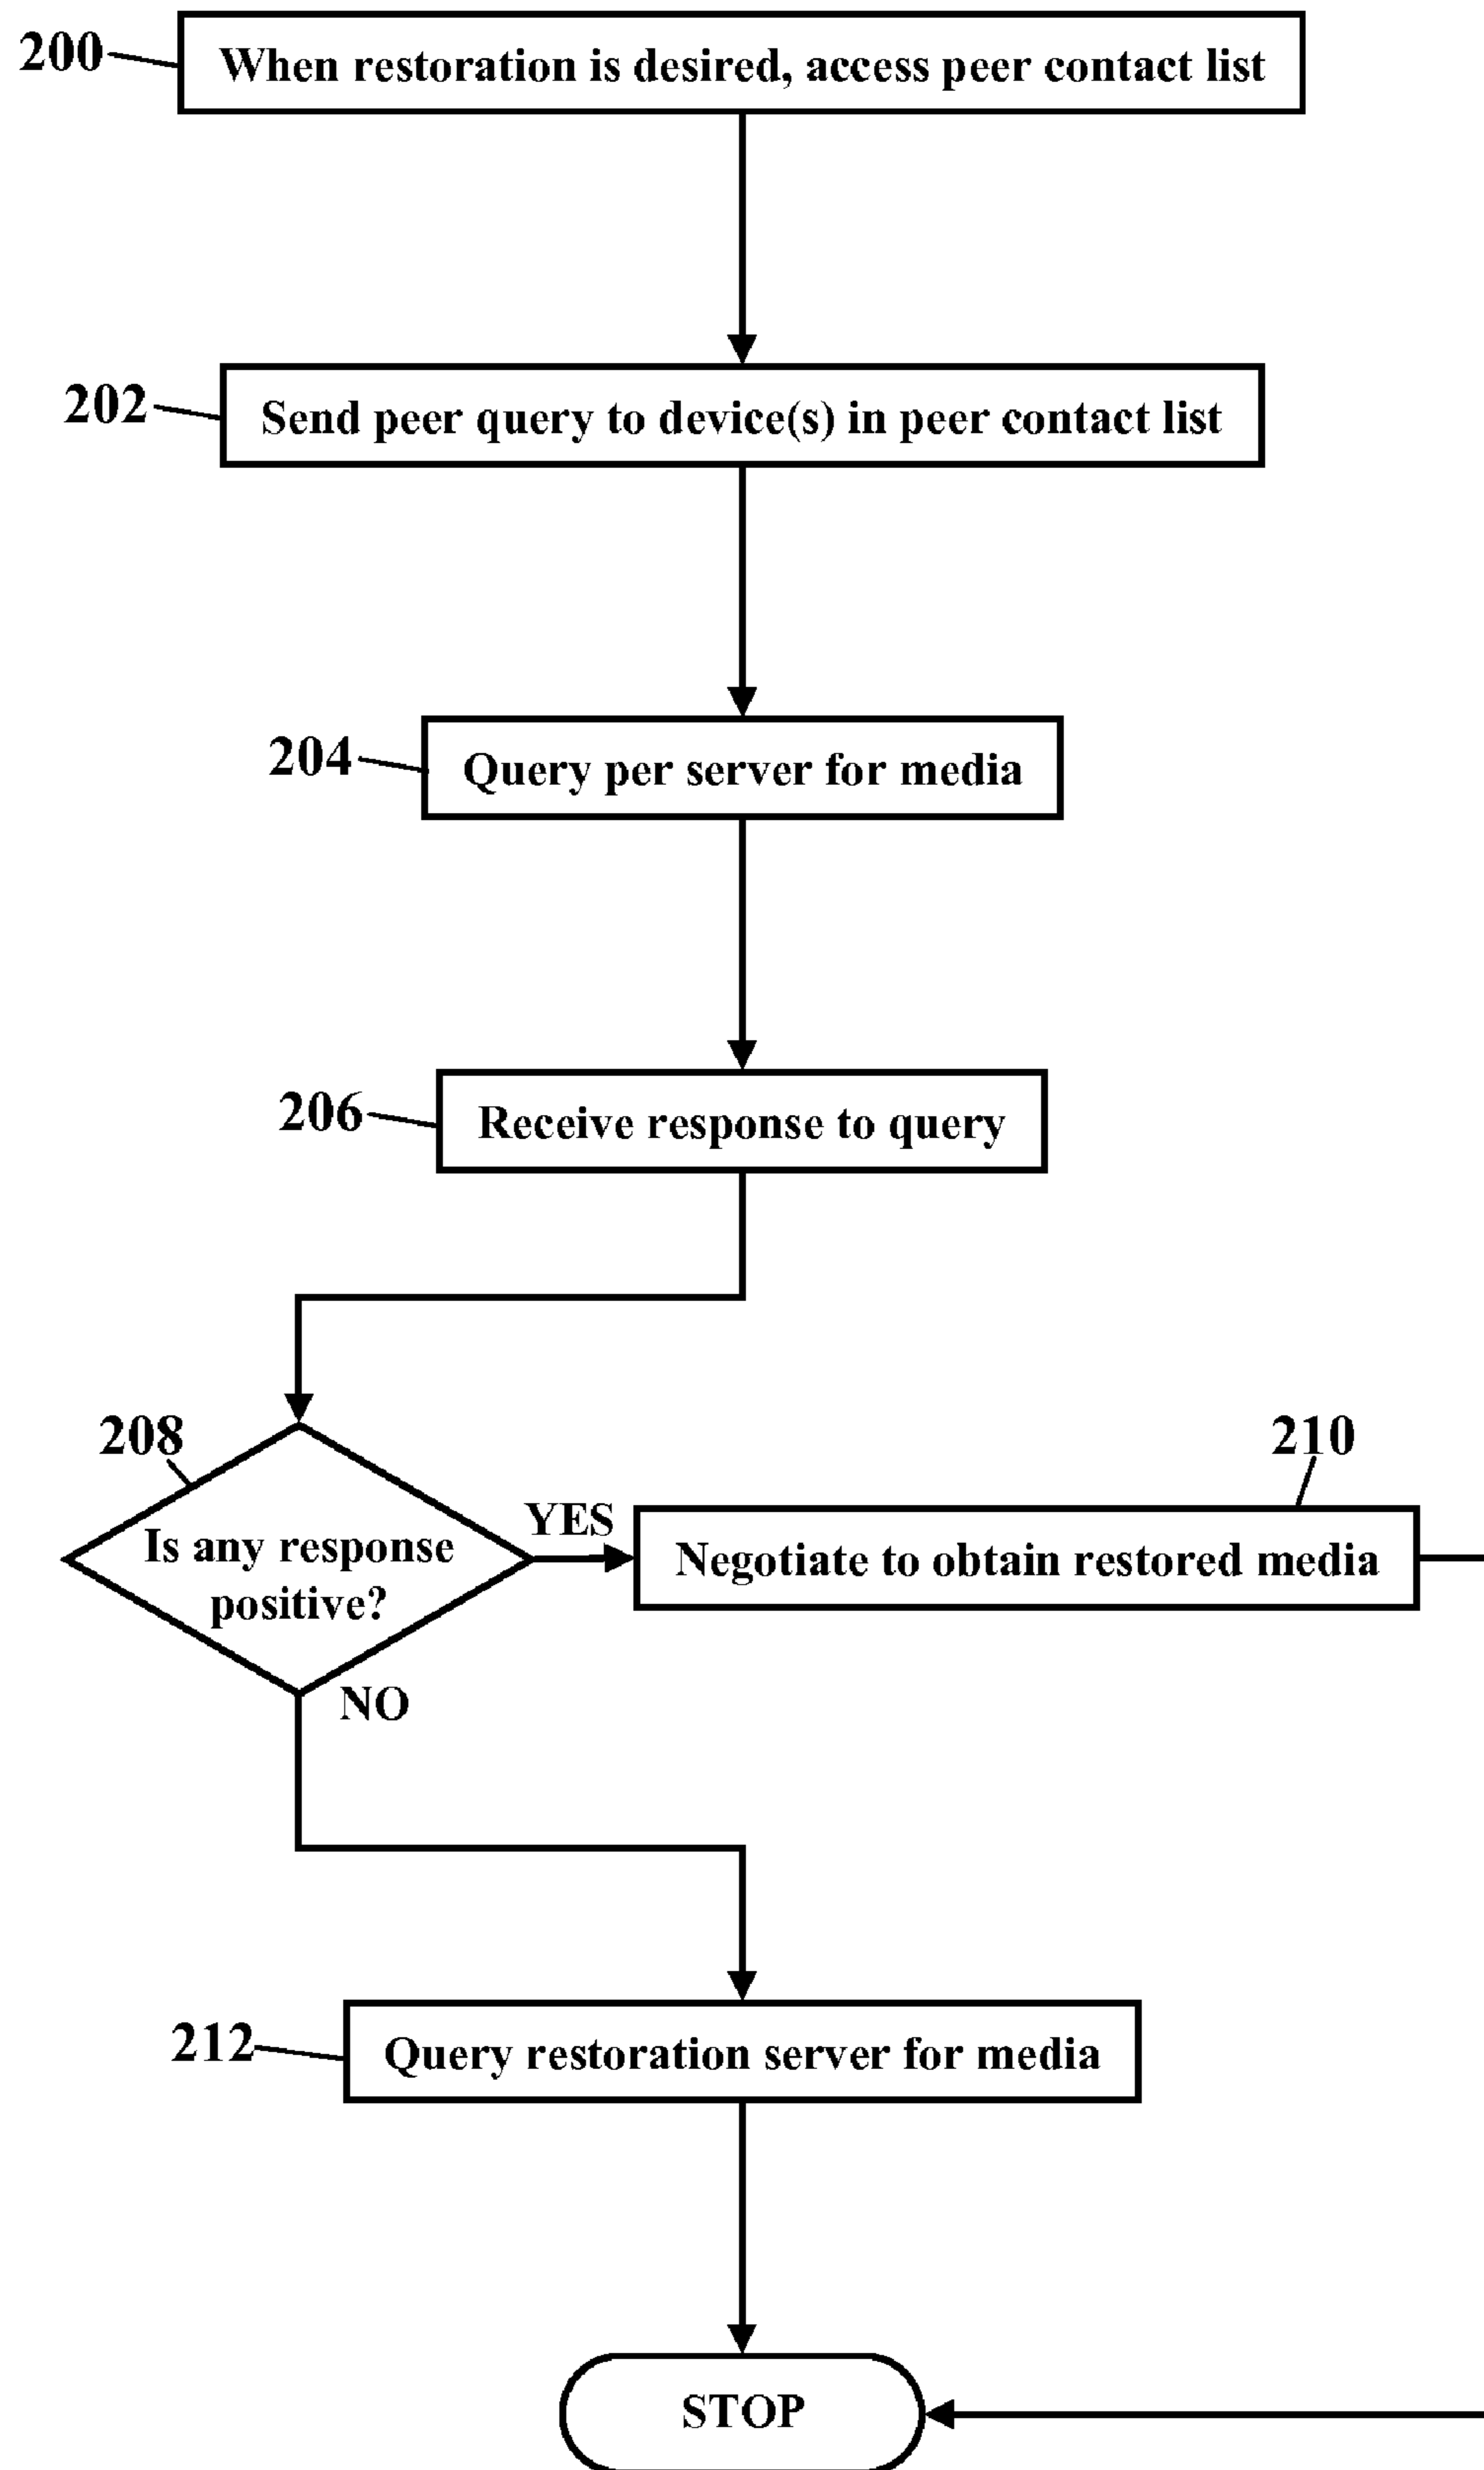 200
When restoration is desired, access peer contact list
202
Send peer query to device(s) in peer contact list
204
Query per server for media
206
Receive response to query
208
Is any response
positive?
YES
210
Negotiate to obtain restored media
NO
212
Query restoration server for media
STOP